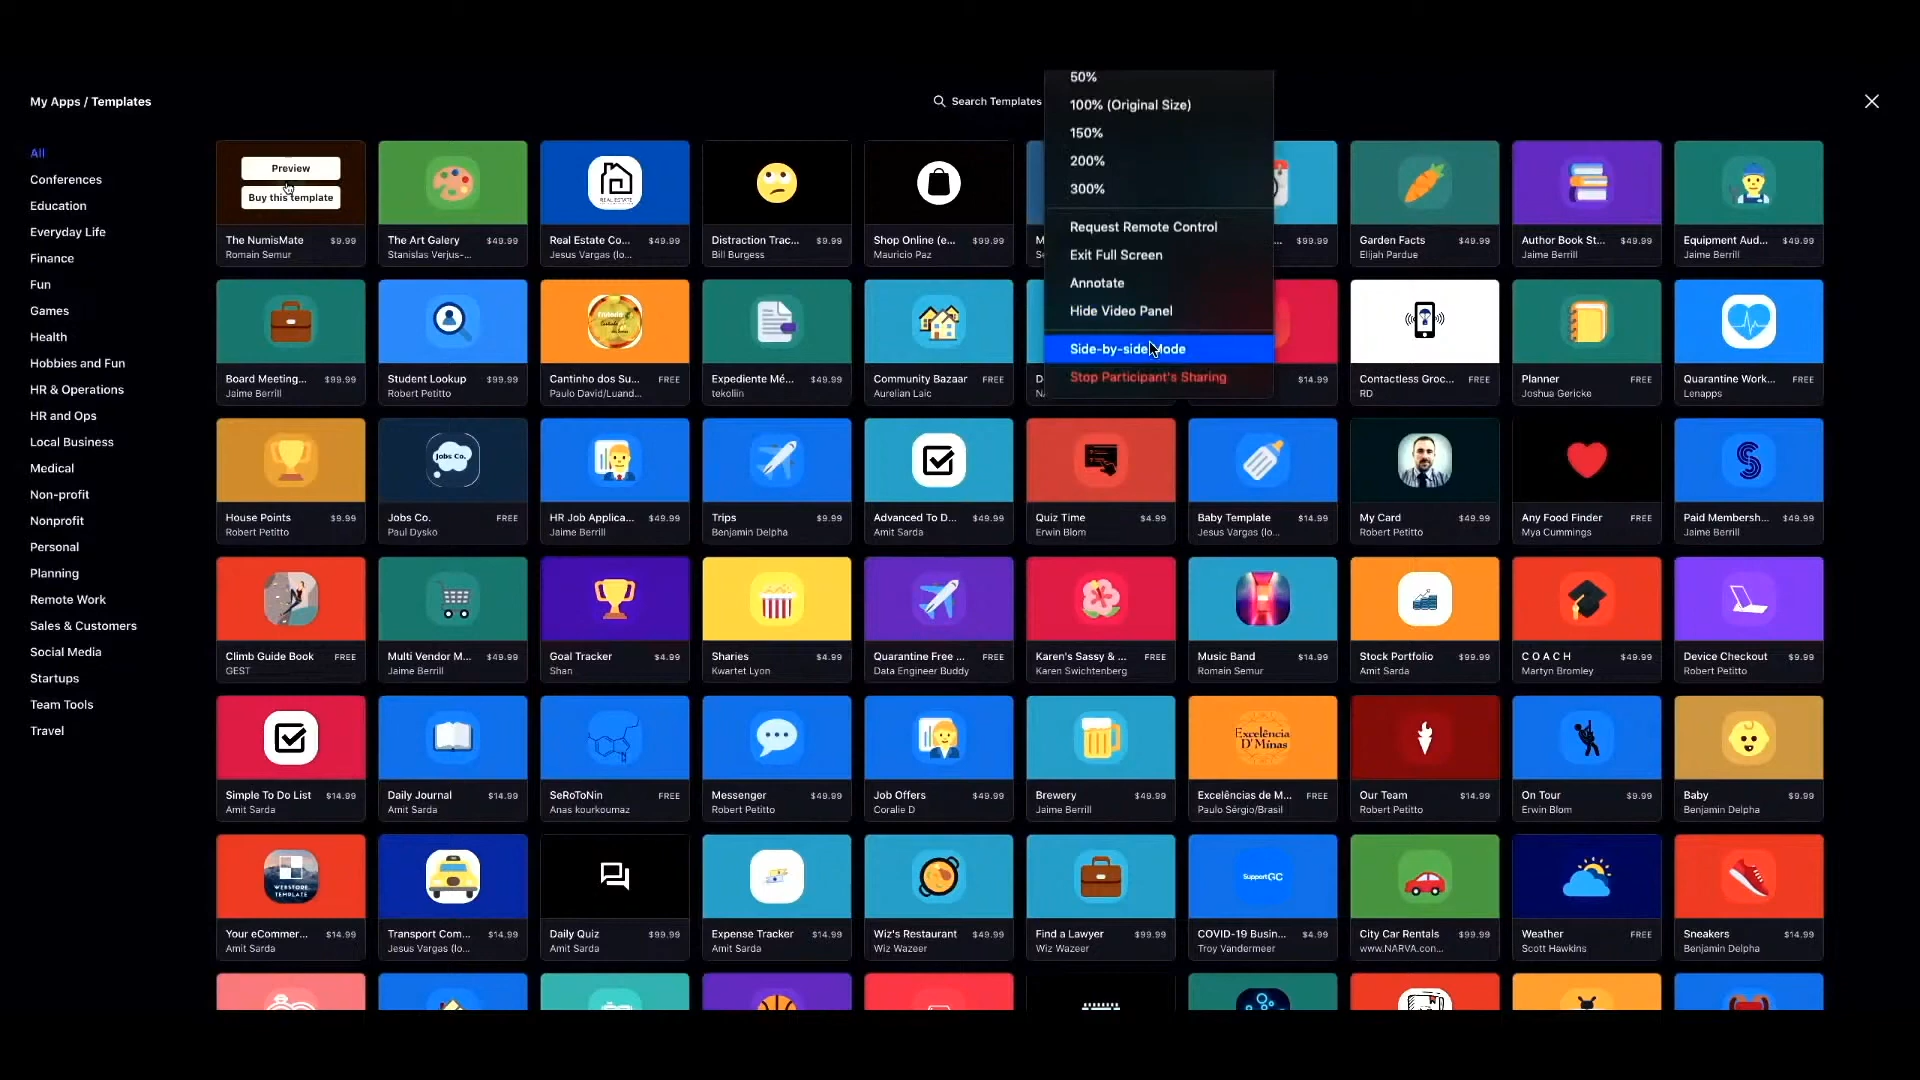 My Apps / Templates
Search Templates
50%
100% (Original Size)
150%
200%
300%
Request Remote Control
Exit Full Screen
Annotate
Hide Video Panel
Side-by-side Mode
Stop Participant's Sharing
All
Conferences
Education
Everyday Life
Finance
Fun
Games
Health
Hobbies and Fun
HR & Operations
HR and Ops
Local Business
Medical
Non-profit
Nonprofit
Personal
Planning
Remote Work
Sales & Customers
Social Media
Startups
Team Tools
Travel
Preview
Buy this template
The NumisMate $9.99
Romain Semur
The Art Galery $49.99
Stanislas Verjus-...
REAL ESTATE
Real Estate Co... $49.99
Jesus Vargas (lo...
Distraction Trac... $99.99
Bill Burgess
Shop Online (e... $99.99
Mauricio Paz
$99.99
Garden Facts $49.99
Elijah Pardue
Author Book St... $49.99
Jaime Berrill
Equipment Aud... $49.99
Jaime Berrill
Board Meeting... $99.99
Jaime Berrill
Student Lookup $99.99
Robert Petitto
Cantinho dos Su... FREE
Paulo David/Luand...
Expediente Mé... $49.99
tekollin
Community Bazaar FREE
Aurelian Laic
$14.99
Contactless Groc... FREE
RD
Planner FREE
Joshua Gericke
Quarantine Work... FREE
Lenapps
House Points $9.99
Robert Petitto
Jobs Co.
Jobs Co. FREE
Paul Dysko
HR Job Applica... $49.99
Jaime Berrill
Trips $9.99
Benjamin Delpha
Advanced To D... $49.99
Amit Sarda
Quiz Time $4.99
Erwin Blom
Baby Template $14.99
Jesus Vargas (lo...
My Card $49.99
Robert Petitto
Any Food Finder FREE
Mya Cummings
Paid Membersh... $49.99
Jaime Berrill
Climb Guide Book FREE
GEST
Multi Vendor M... $49.99
Jaime Berrill
Goal Tracker $4.99
Shan
Sharies $4.99
Kwartet Lyon
Quarantine Free ... FREE
Data Engineer Buddy
Karen's Sassy & ... FREE
Karen Swichtenberg
Music Band $14.99
Romain Semur
Stock Portfolio $99.99
Amit Sarda
C O A C H $49.99
Martyn Bromley
Device Checkout $9.99
Robert Petitto
Simple To Do List $14.99
Amit Sarda
Daily Journal $14.99
Amit Sarda
SeRoToNin FREE
Anas kourkoumaz
Messenger $49.99
Robert Petitto
Job Offers $49.99
Coralie D
Brewery $49.99
Jaime Berrill
Excelência
D'Minas
Excelências de M... FREE
Paulo Sérgio/Brasil
Our Team $14.99
Robert Petitto
On Tour $9.99
Erwin Blom
Baby $9.99
Benjamin Delpha
WEBSTORE
TEMPLATE
Your eCommer... $14.99
Amit Sarda
Transport Com... $14.99
Jesus Vargas (lo...
Daily Quiz $99.99
Amit Sarda
Expense Tracker $14.99
Amit Sarda
Wiz's Restaurant $49.99
Wiz Wazeer
Find a Lawyer $99.99
Wiz Wazeer
SupportGC
COVID-19 Busin... $4.99
Troy Vandermeer
City Car Rentals $99.99
www.NARVA.con...
Weather FREE
Scott Hawkins
Sneakers $14.99
Benjamin Delpha